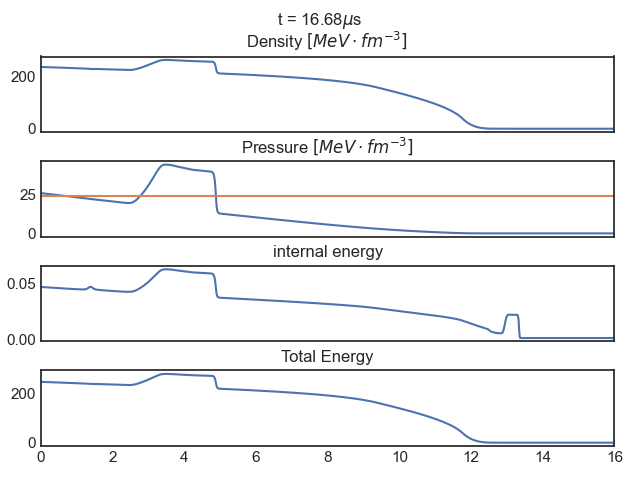 t = 16.68μs
Density [MeV · fm⁻³]
200
0
Pressure [MeV · fm⁻³]
25
0
internal energy
0.05
0.00
Total Energy
200
0
0 2 4 6 8 10 12 14 16